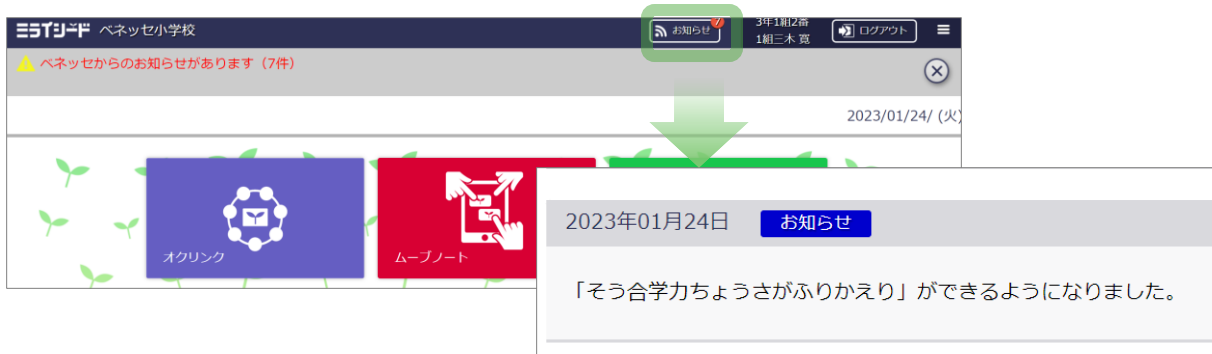 ミライシード ベネッセ小学校
お知らせ 7
3年1組2番
1組三木 寛
ログアウト
ベネッセからのお知らせがあります（7件）
2023/01/24/ (火)
オクリンク
ムーブノート
2023年01月24日 お知らせ
「そう合学力ちょうさがふりかえり」ができるようになりました。